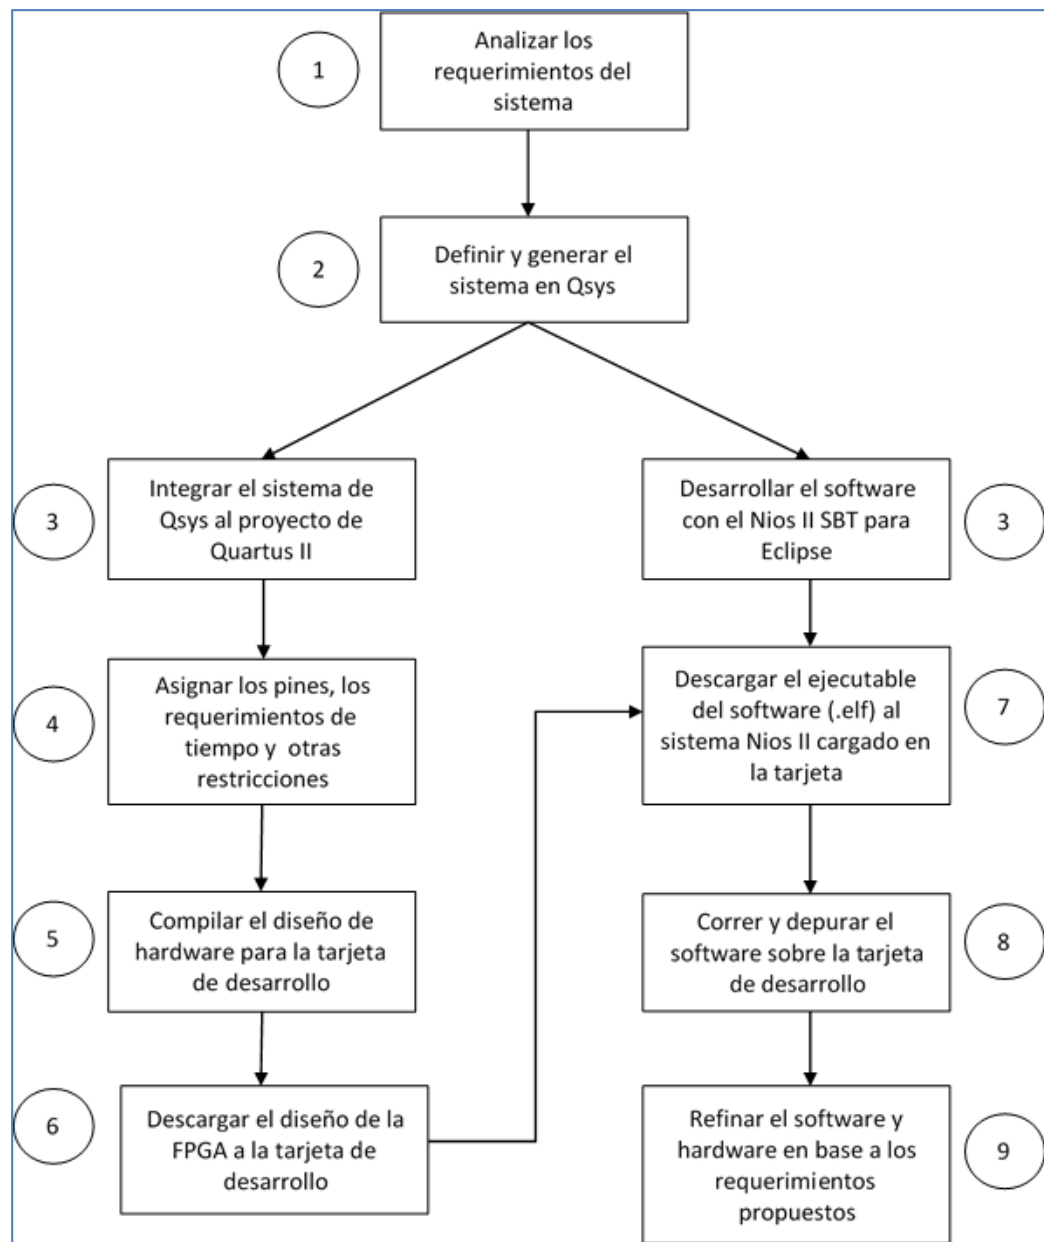 1
Analizar los
requerimientos del
sistema
2
Definir y generar el
sistema en Qsys
3
Integrar el sistema de
Qsys al proyecto de
Quartus II
Desarrollar el software
con el Nios II SBT para
Eclipse
3
4
Asignar los pines, los
requerimientos de
tiempo y otras
restricciones
Descargar el ejecutable
del software (.elf) al
sistema Nios II cargado en
la tarjeta
7
5
Compilar el diseño de
hardware para la tarjeta
de desarrollo
Correr y depurar el
software sobre la tarjeta
de desarrollo
8
6
Descargar el diseño de la
FPGA a la tarjeta de
desarrollo
Refinar el software y
hardware en base a los
requerimientos
propuestos
9